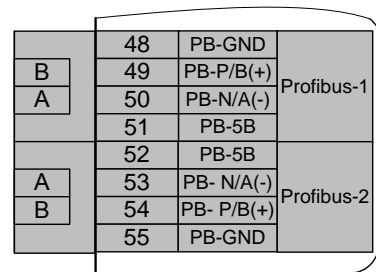 48 PB-GND
B 49 PB-P/B(+)
A 50 PB-N/A(-)
51 PB-5B
Profibus-1
52 PB-5B
A 53 PB- N/A(-)
B 54 PB- P/B(+)
55 PB-GND
Profibus-2